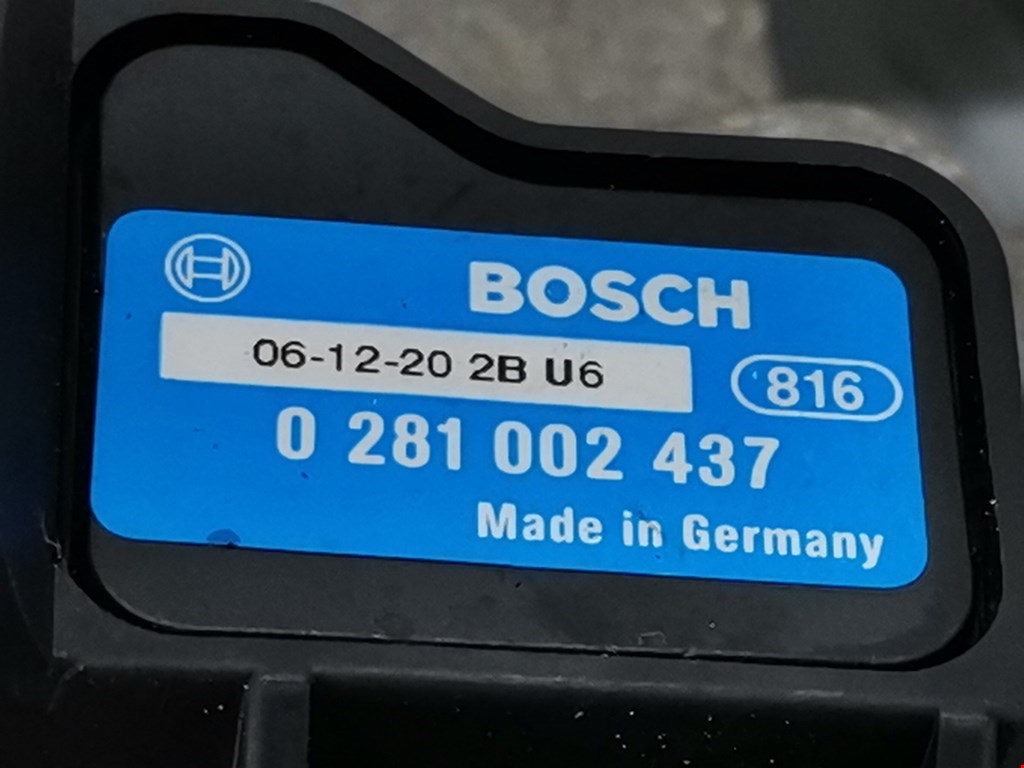 BOSCH
06-12-20 2B U6
816
0 281 002 437
Made in Germany